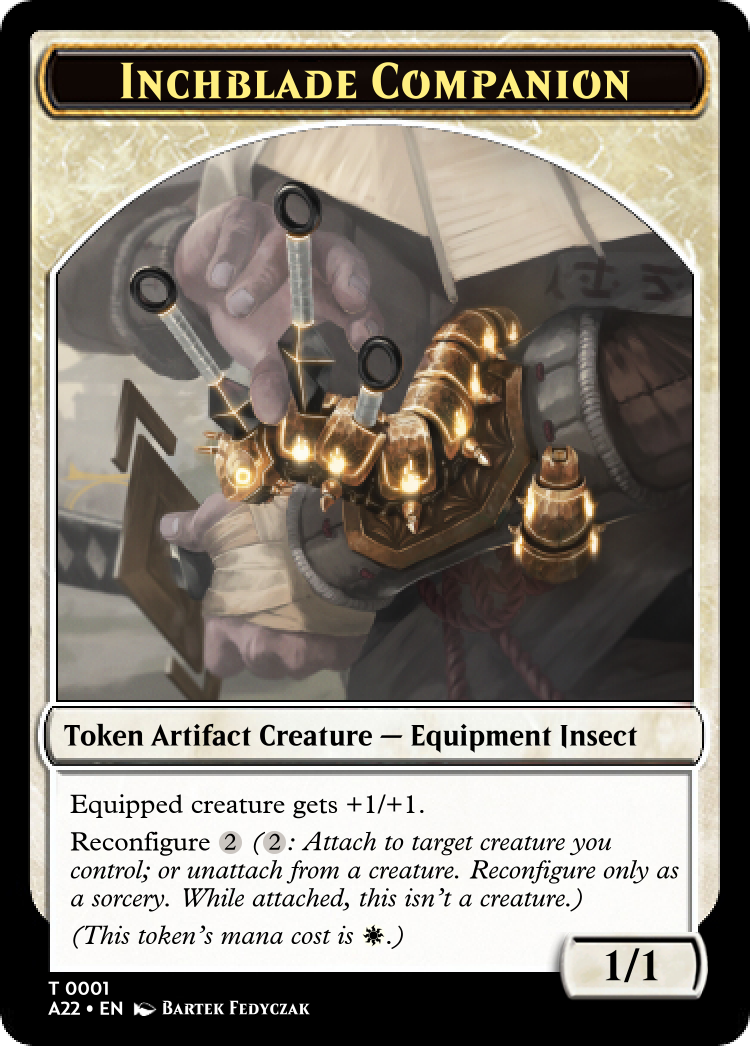 Inchblade Companion
Token Artifact Creature — Equipment Insect
Equipped creature gets +1/+1.
Reconfigure 2 (2: Attach to target creature you
control; or unattach from a creature. Reconfigure only as
a sorcery. While attached, this isn't a creature.)
(This token's mana cost is .)
1/1
T 0001
A22 • EN Bartek Fedyczak